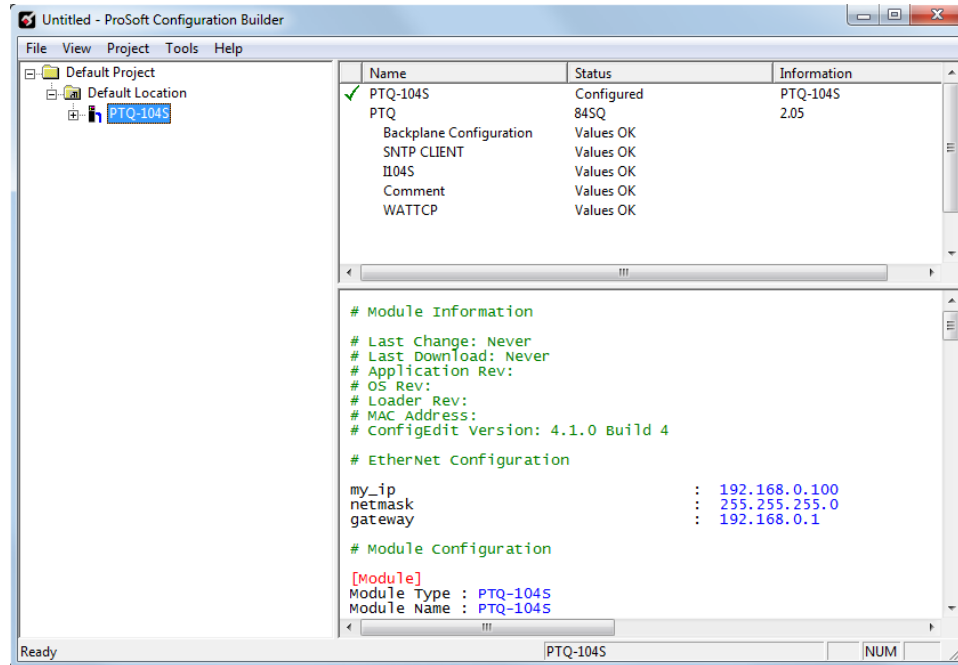 Untitled - ProSoft Configuration Builder
File View Project Tools Help
Default Project
Default Location
PTQ-104S
Name Status Information
PTQ-104S Configured PTQ-104S
PTQ 84SQ 2.05
Backplane Configuration Values OK
SNTP CLIENT Values OK
I104S Values OK
Comment Values OK
WATTCP Values OK
# Module Information
# Last Change: Never
# Last Download: Never
# Application Rev:
# OS Rev:
# Loader Rev:
# MAC Address:
# ConfigEdit Version: 4.1.0 Build 4
# EtherNet Configuration
my_ip : 192.168.0.100
netmask : 255.255.255.0
gateway : 192.168.0.1
# Module Configuration
[Module]
Module Type : PTQ-104S
Module Name : PTQ-104S
Ready PTQ-104S NUM